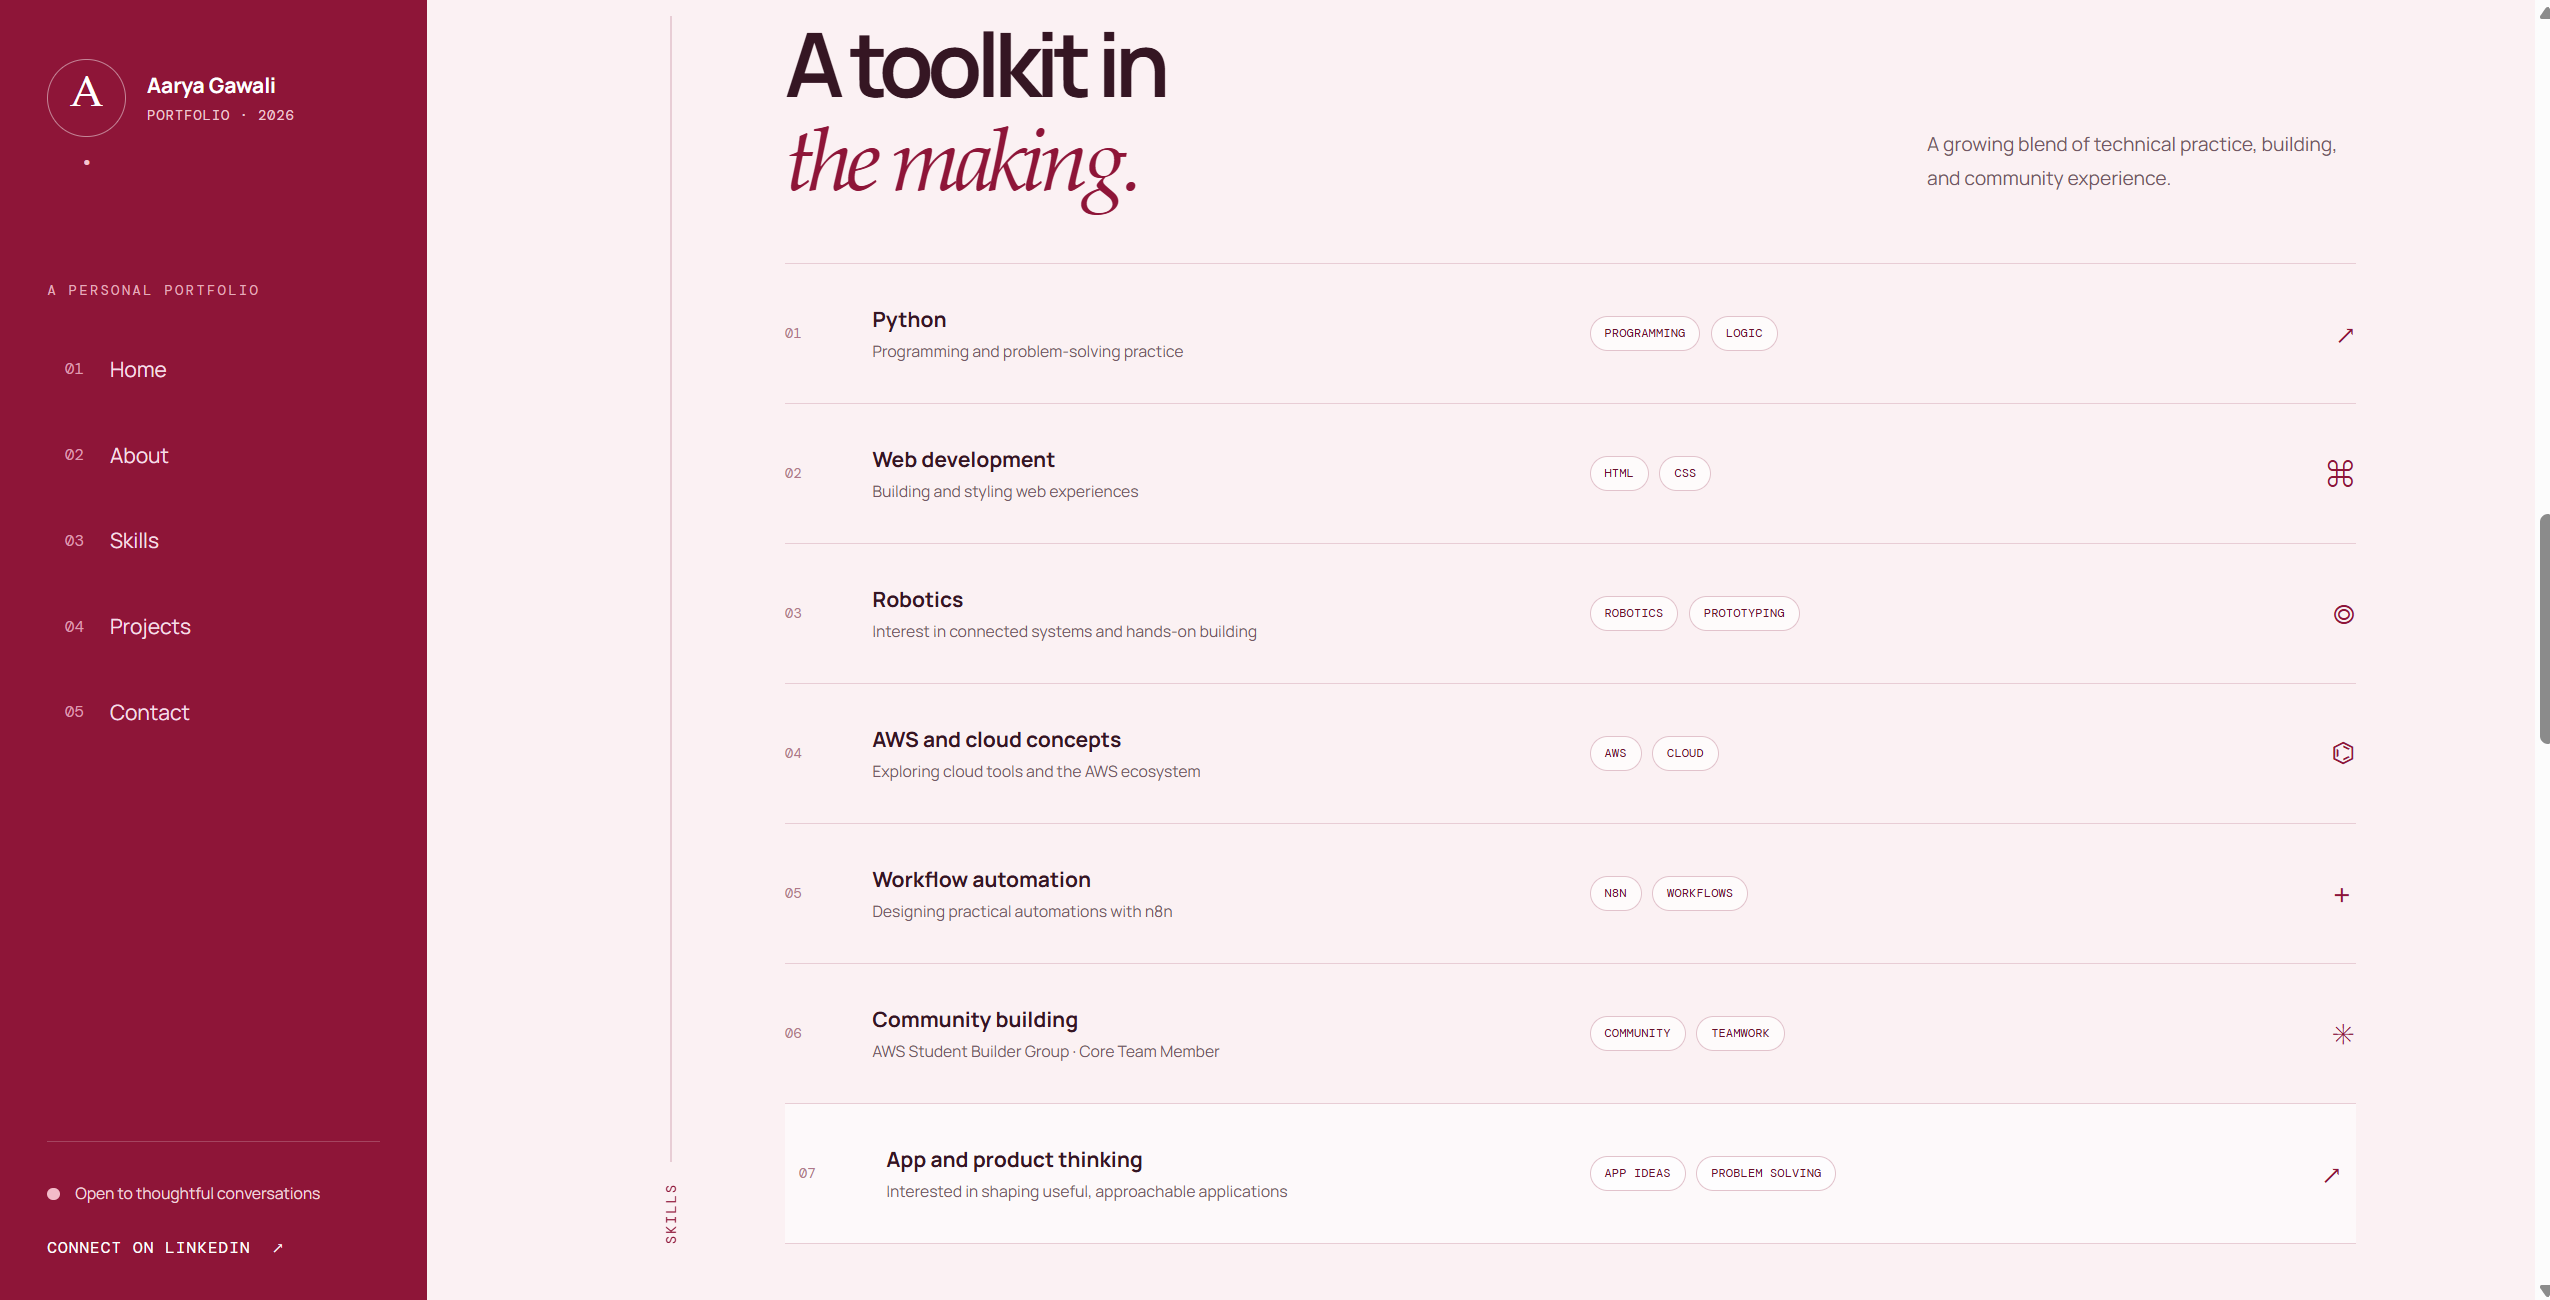 A
Aarya Gawali
PORTFOLIO · 2026
A PERSONAL PORTFOLIO
01 Home
02 About
03 Skills
04 Projects
05 Contact
Open to thoughtful conversations
CONNECT ON LINKEDIN ↗
SKILLS
A toolkit in
the making.
A growing blend of technical practice, building,
and community experience.
01 Python PROGRAMMING LOGIC ↗
Programming and problem-solving practice
02 Web development HTML CSS ⌘
Building and styling web experiences
03 Robotics ROBOTICS PROTOTYPING ◎
Interest in connected systems and hands-on building
04 AWS and cloud concepts AWS CLOUD ⌬
Exploring cloud tools and the AWS ecosystem
05 Workflow automation N8N WORKFLOWS +
Designing practical automations with n8n
06 Community building COMMUNITY TEAMWORK ✳
AWS Student Builder Group · Core Team Member
07 App and product thinking APP IDEAS PROBLEM SOLVING ↗
Interested in shaping useful, approachable applications